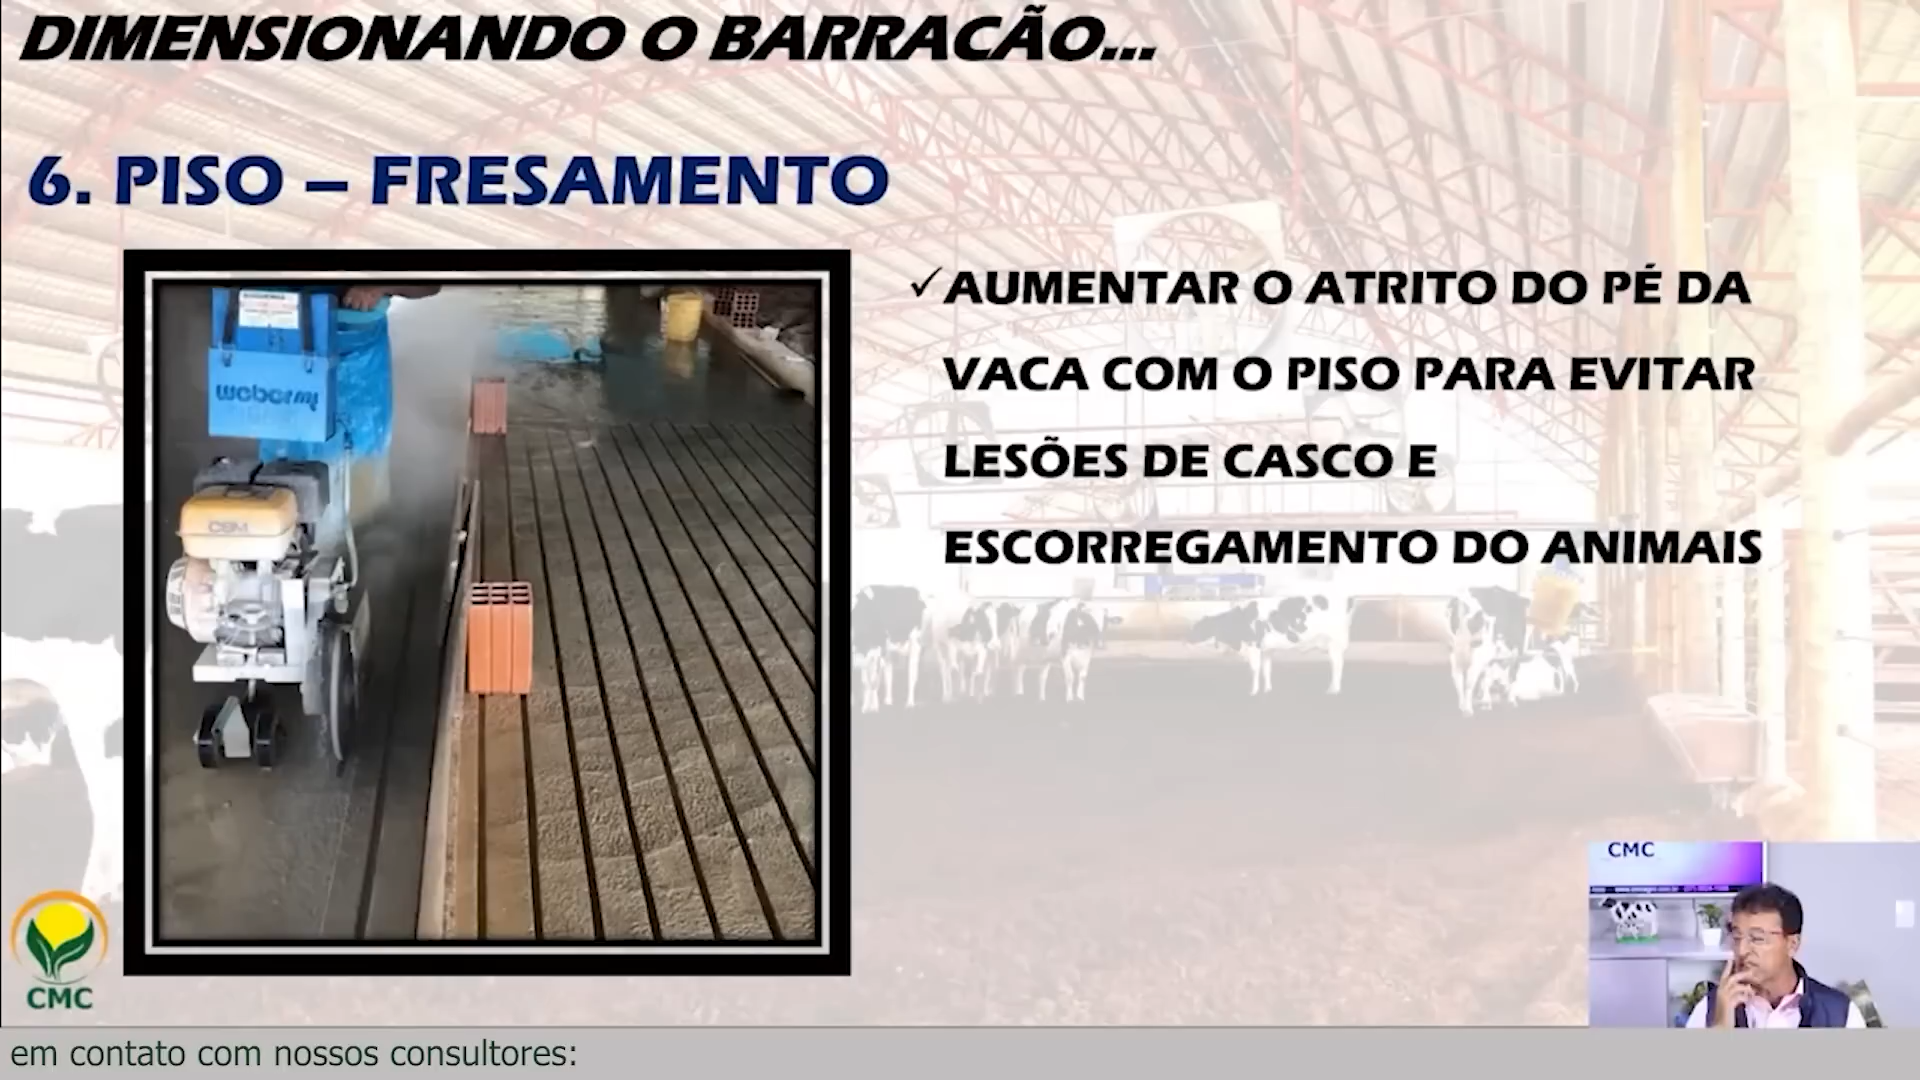 DIMENSIONANDO O BARRACÃO...
6. PISO – FRESAMENTO
✓AUMENTAR O ATRITO DO PÉ DA
VACA COM O PISO PARA EVITAR
LESÕES DE CASCO E
ESCORREGAMENTO DO ANIMAIS
webermt
CSM
CMC
CMC
em contato com nossos consultores: